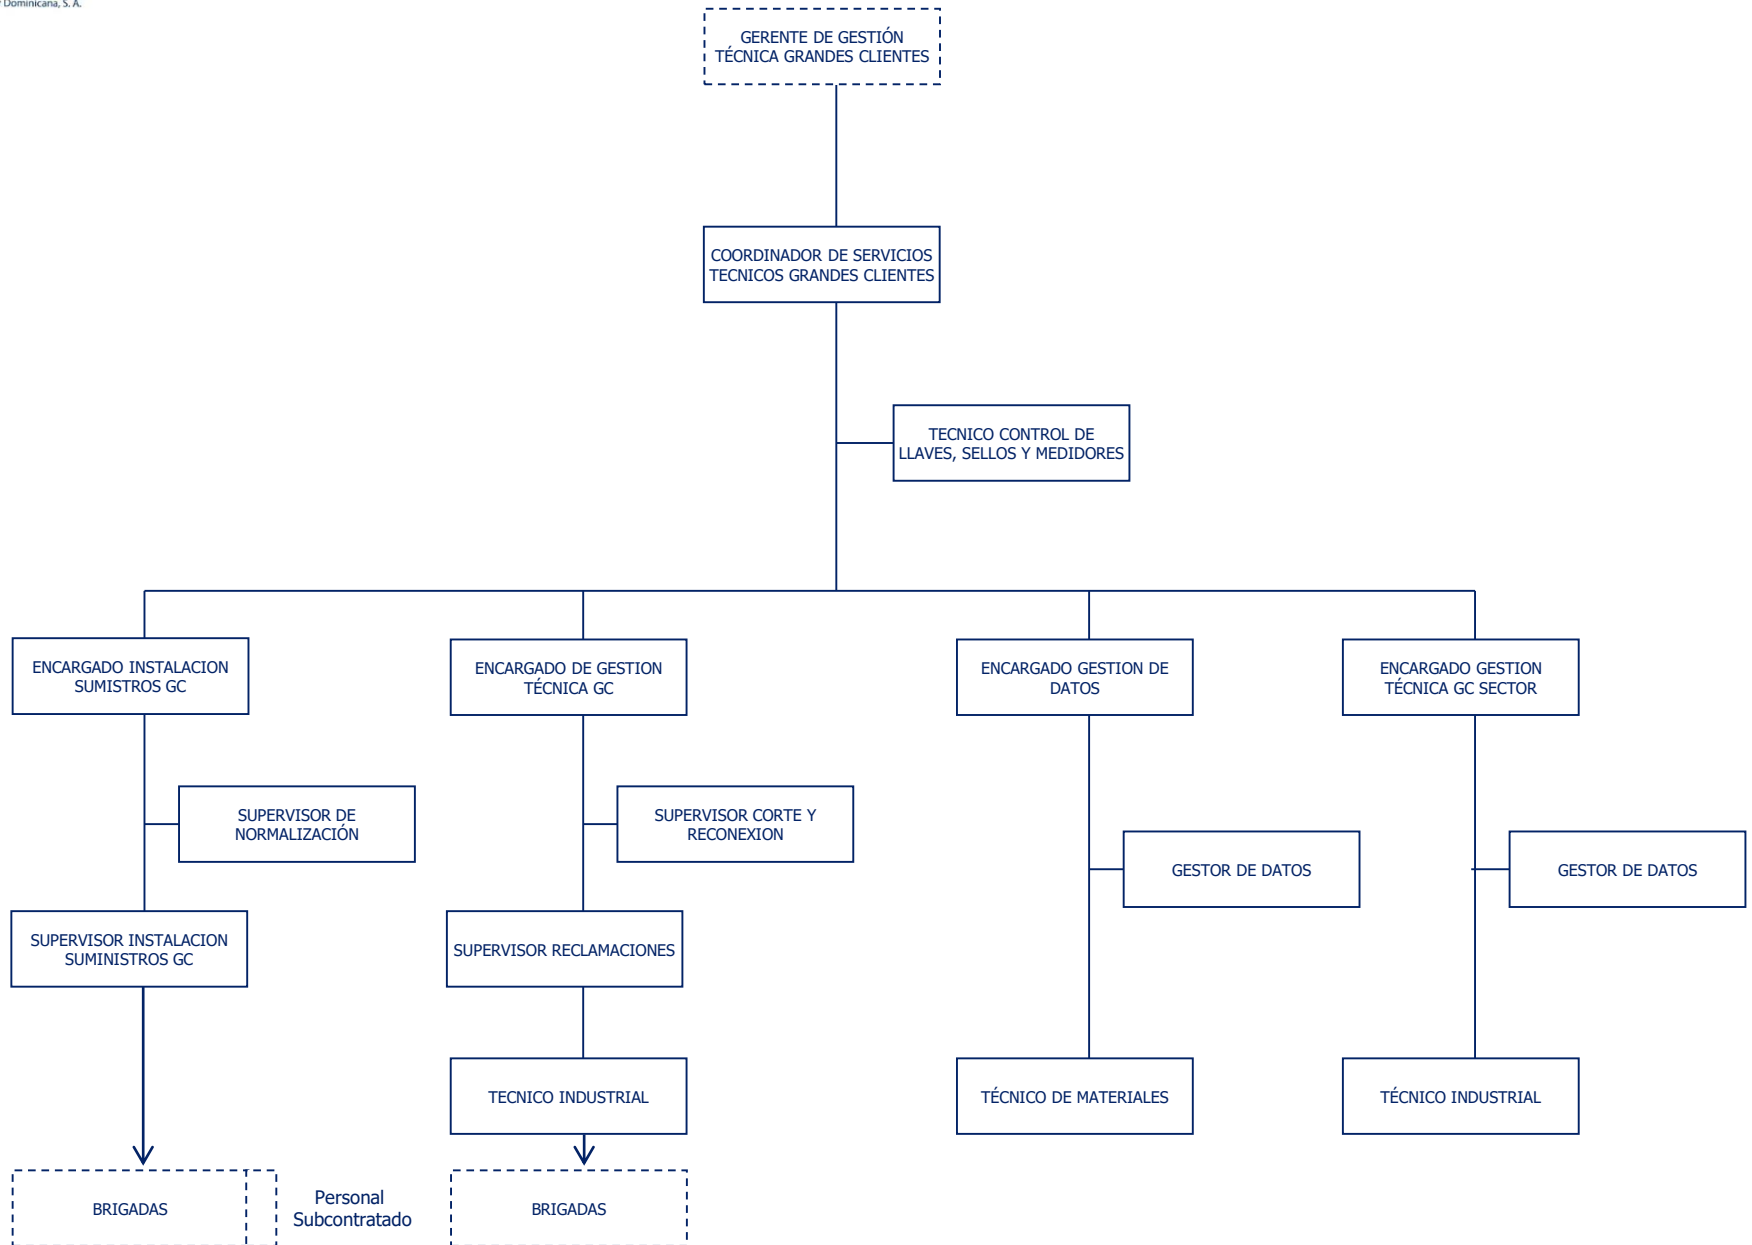 Dominicana, S. A.
GERENTE DE GESTIÓN
TÉCNICA GRANDES CLIENTES
COORDINADOR DE SERVICIOS
TECNICOS GRANDES CLIENTES
TECNICO CONTROL DE
LLAVES, SELLOS Y MEDIDORES
ENCARGADO INSTALACION
SUMISTROS GC
ENCARGADO DE GESTION
TÉCNICA GC
ENCARGADO GESTION DE
DATOS
ENCARGADO GESTION
TÉCNICA GC SECTOR
SUPERVISOR DE
NORMALIZACIÓN
SUPERVISOR CORTE Y
RECONEXION
GESTOR DE DATOS
GESTOR DE DATOS
SUPERVISOR INSTALACION
SUMINISTROS GC
SUPERVISOR RECLAMACIONES
TECNICO INDUSTRIAL
TÉCNICO DE MATERIALES
TÉCNICO INDUSTRIAL
BRIGADAS
Personal
Subcontratado
BRIGADAS